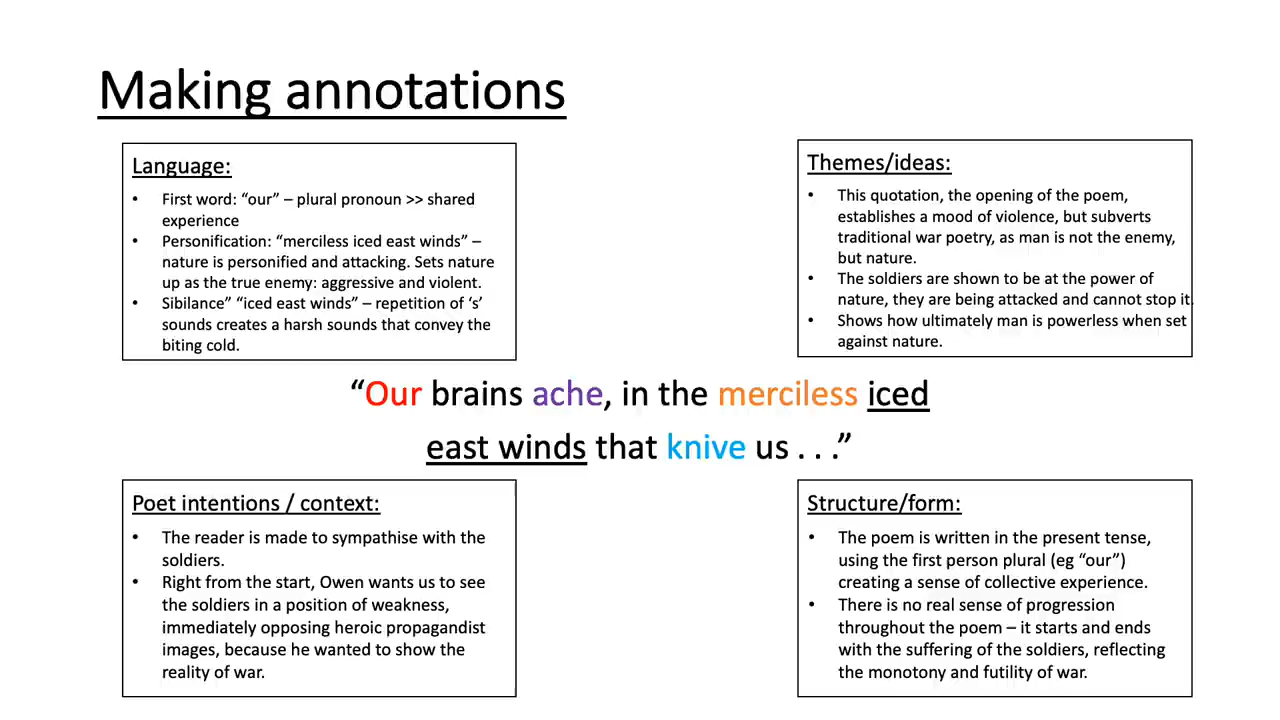 Making annotations
Language:
• First word: “our” – plural pronoun >> shared
experience
• Personification: “merciless iced east winds” –
nature is personified and attacking. Sets nature
up as the true enemy: aggressive and violent.
• Sibilance” “iced east winds” – repetition of ‘s’
sounds creates a harsh sounds that convey the
biting cold.
Themes/ideas:
• This quotation, the opening of the poem,
establishes a mood of violence, but subverts
traditional war poetry, as man is not the enemy,
but nature.
• The soldiers are shown to be at the power of
nature, they are being attacked and cannot stop it.
• Shows how ultimately man is powerless when set
against nature.
“Our brains ache, in the merciless iced
east winds that knive us . . .”
Poet intentions / context:
• The reader is made to sympathise with the
soldiers.
• Right from the start, Owen wants us to see
the soldiers in a position of weakness,
immediately opposing heroic propagandist
images, because he wanted to show the
reality of war.
Structure/form:
• The poem is written in the present tense,
using the first person plural (eg “our”)
creating a sense of collective experience.
• There is no real sense of progression
throughout the poem – it starts and ends
with the suffering of the soldiers, reflecting
the monotony and futility of war.